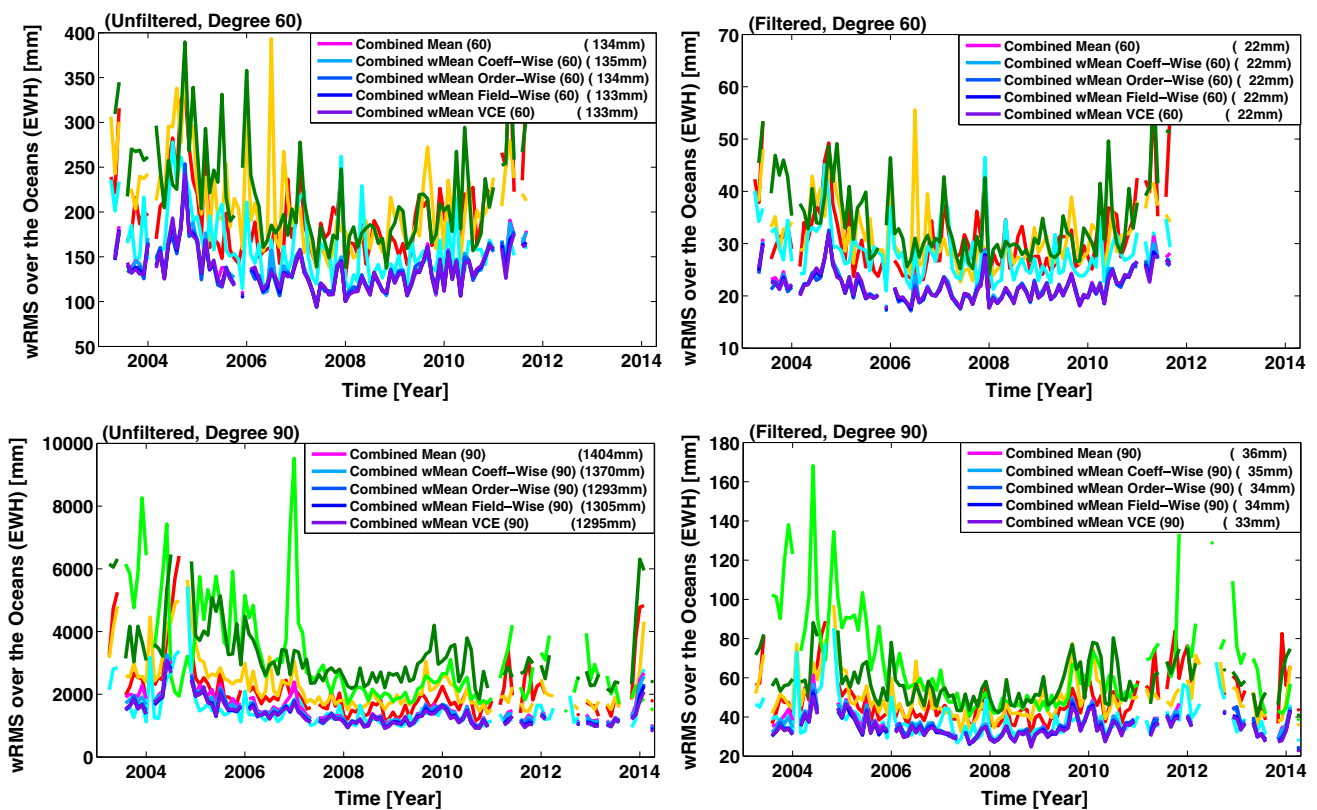 (Unfiltered, Degree 60)
wRMS over the Oceans (EWH) [mm]
400
350
300
250
200
150
100
50
Combined Mean (60) ( 134mm)
Combined wMean Coeff−Wise (60) ( 135mm)
Combined wMean Order−Wise (60) ( 134mm)
Combined wMean Field−Wise (60) ( 133mm)
Combined wMean VCE (60) ( 133mm)
2004 2006 2008 2010 2012 2014
Time [Year]
(Filtered, Degree 60)
wRMS over the Oceans (EWH) [mm]
70
60
50
40
30
20
10
Combined Mean (60) ( 22mm)
Combined wMean Coeff−Wise (60) ( 22mm)
Combined wMean Order−Wise (60) ( 22mm)
Combined wMean Field−Wise (60) ( 22mm)
Combined wMean VCE (60) ( 22mm)
2004 2006 2008 2010 2012 2014
Time [Year]
(Unfiltered, Degree 90)
wRMS over the Oceans (EWH) [mm]
10000
8000
6000
4000
2000
0
Combined Mean (90) (1404mm)
Combined wMean Coeff−Wise (90) (1370mm)
Combined wMean Order−Wise (90) (1293mm)
Combined wMean Field−Wise (90) (1305mm)
Combined wMean VCE (90) (1295mm)
2004 2006 2008 2010 2012 2014
Time [Year]
(Filtered, Degree 90)
wRMS over the Oceans (EWH) [mm]
180
160
140
120
100
80
60
40
20
Combined Mean (90) ( 36mm)
Combined wMean Coeff−Wise (90) ( 35mm)
Combined wMean Order−Wise (90) ( 34mm)
Combined wMean Field−Wise (90) ( 34mm)
Combined wMean VCE (90) ( 33mm)
2004 2006 2008 2010 2012 2014
Time [Year]